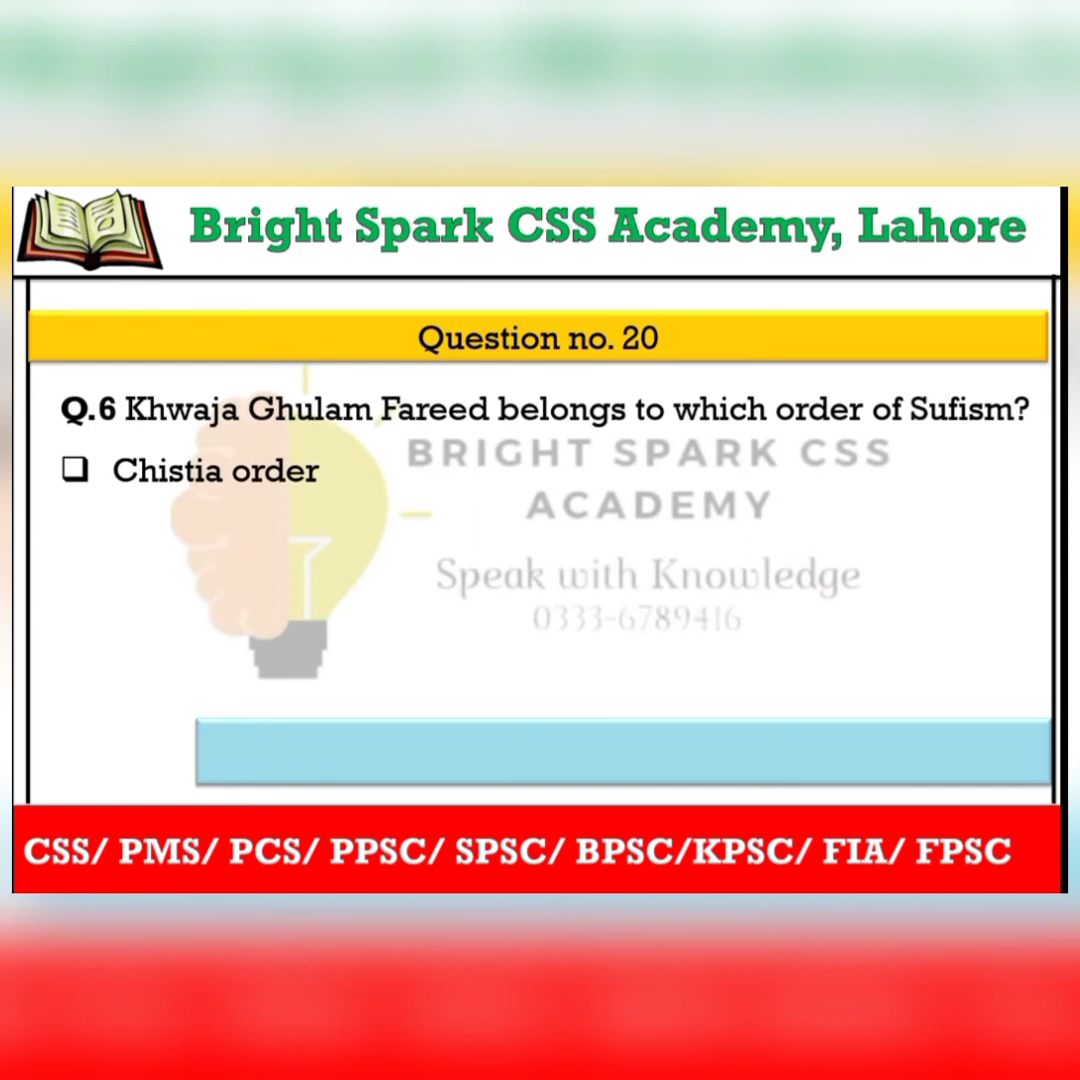 Bright Spark CSS Academy, Lahore
Question no. 20
Q.6 Khwaja Ghulam Fareed belongs to which order of Sufism?
❑ Chistia order
BRIGHT SPARK CSS
ACADEMY
Speak with Knowledge
0333-6789416
CSS/ PMS/ PCS/ PPSC/ SPSC/ BPSC/KPSC/ FIA/ FPSC